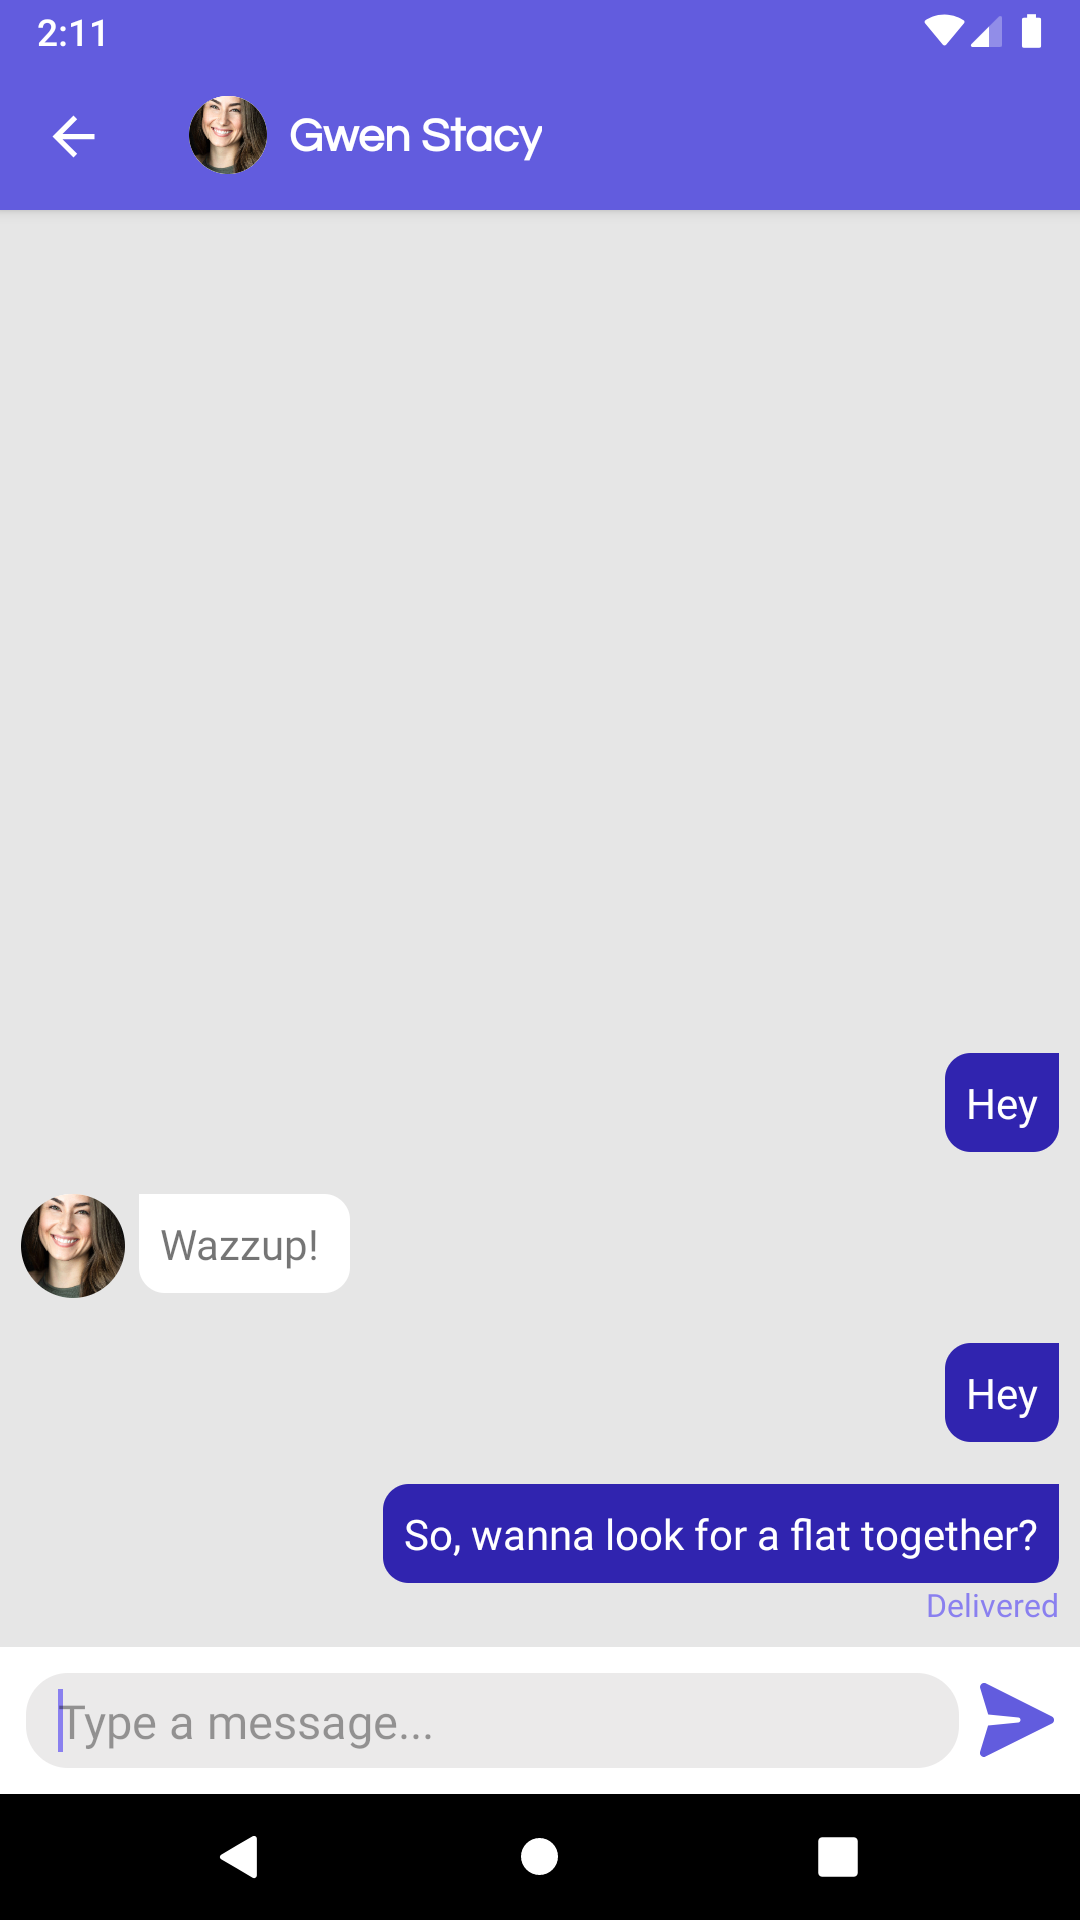 2:11
Gwen Stacy
Hey
Wazzup!
Hey
So, wanna look for a flat together?
Delivered
Type a message...